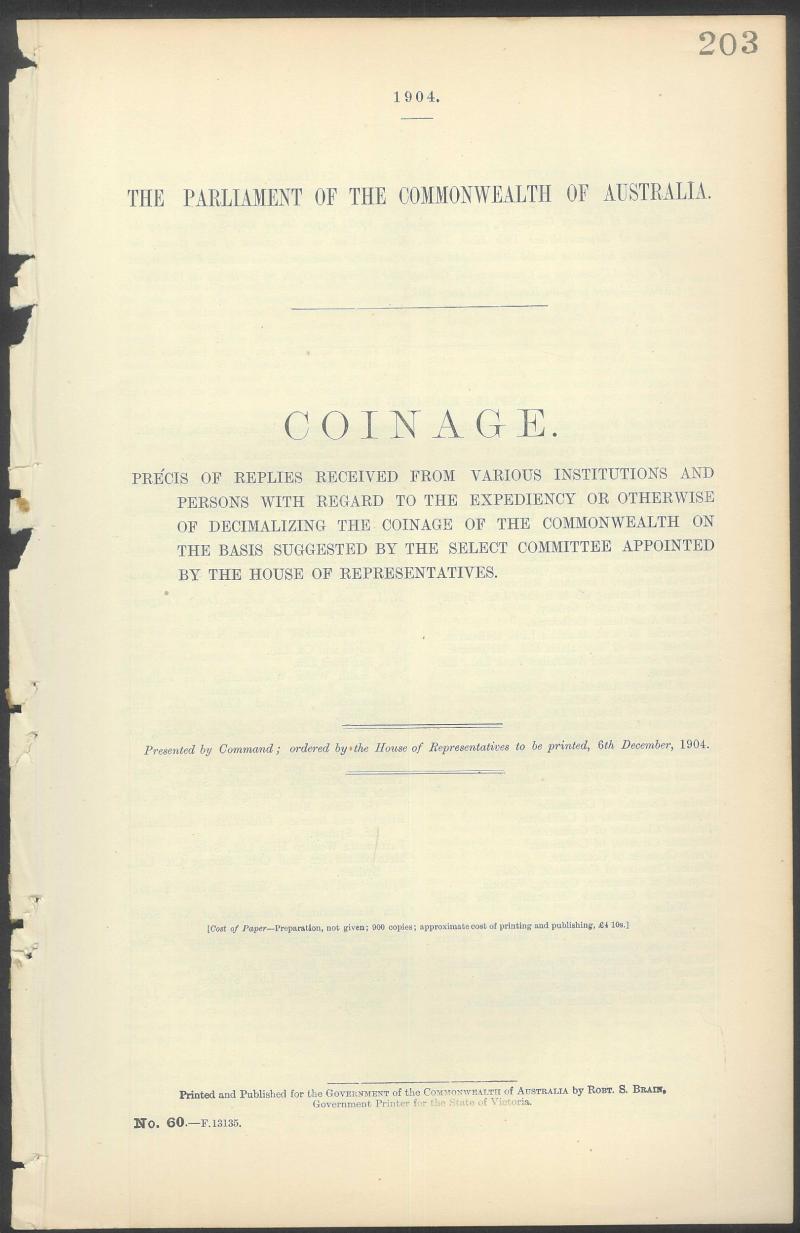 203
1904.
THE PARLIAMENT OF THE COMMONWEALTH OF AUSTRALIA.
COINAGE.
PRÉCIS OF REPLIES RECEIVED FROM VARIOUS INSTITUTIONS AND
PERSONS WITH REGARD TO THE EXPEDIENCY OR OTHERWISE
OF DECIMALIZING THE COINAGE OF THE COMMONWEALTH ON
THE BASIS SUGGESTED BY THE SELECT COMMITTEE APPOINTED
BY THE HOUSE OF REPRESENTATIVES.
Presented by Command; ordered by the House of Representatives to be printed, 6th December, 1904.
[Cost of Paper—Preparation, not given; 900 copies; approximate cost of printing and publishing, £4 10s.]
Printed and Published for the GOVERNMENT of the COMMONWEALTH of AUSTRALIA by ROBT. S. BRAIN,
Government Printer for the State of Victoria.
No. 60.—F.13135.